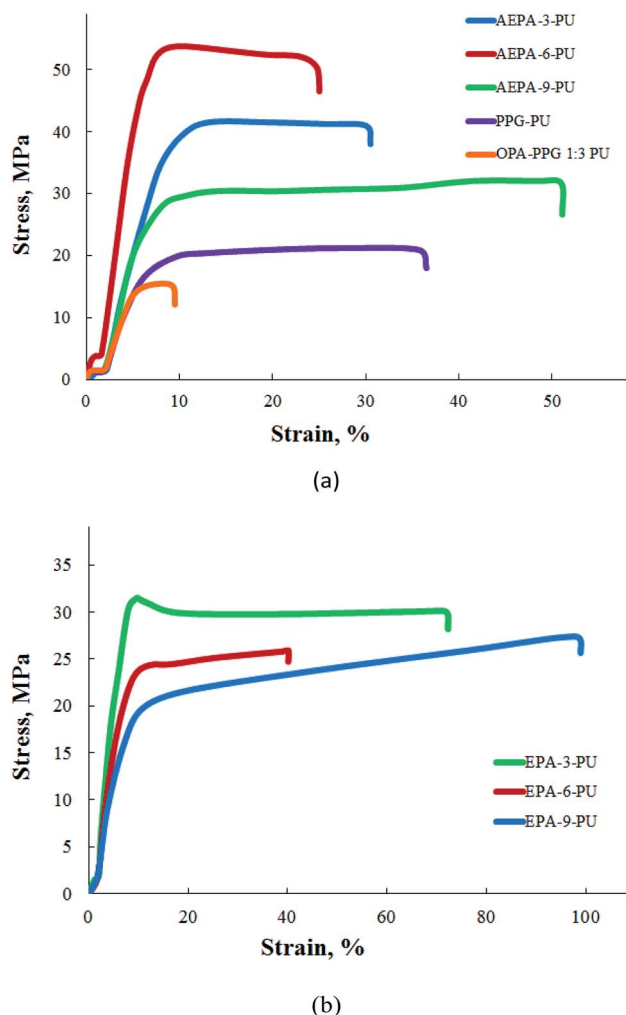 AEPA-3-PU
AEPA-6-PU
AEPA-9-PU
PPG-PU
OPA-PPG 1:3 PU
Stress, MPa
50
40
30
20
10
0
0 10 20 30 40 50
Strain, %
(a)
Stress, MPa
35
30
25
20
15
10
5
0
EPA-3-PU
EPA-6-PU
EPA-9-PU
0 20 40 60 80 100
Strain, %
(b)